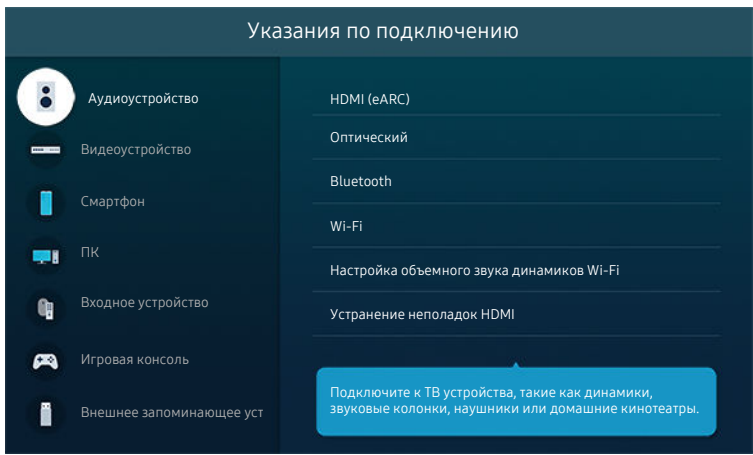 Указания по подключению
Аудиоустройство
Видеоустройство
Смартфон
ПК
Входное устройство
Игровая консоль
Внешнее запоминающее уст
HDMI (eARC)
Оптический
Bluetooth
Wi-Fi
Настройка объемного звука динамиков Wi-Fi
Устранение неполадок HDMI
Подключите к ТВ устройства, такие как динамики,
звуковые колонки, наушники или домашние кинотеатры.